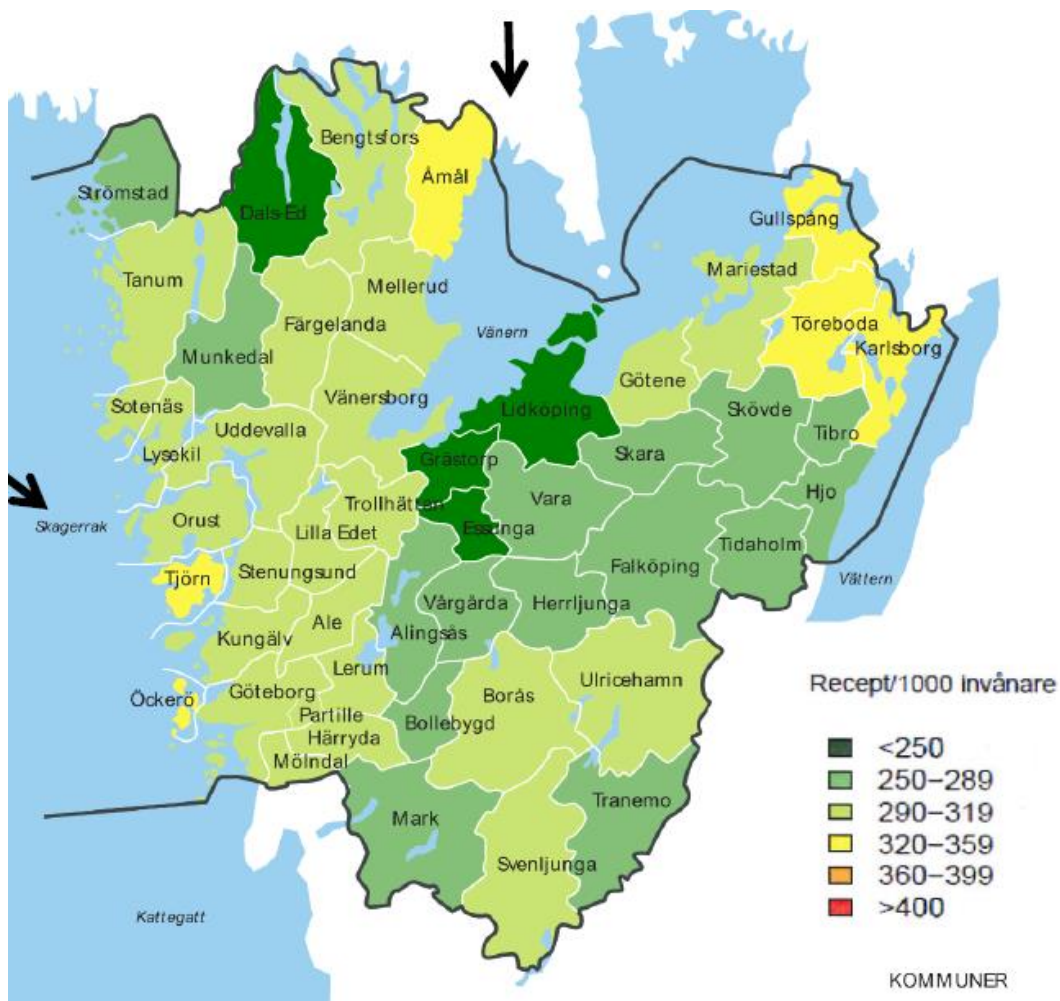 Bengtsfors
Åmål
Strömstad
Dals-Ed
Gullspång
Mariestad
Tanum
Mellerud
Färgelanda
Vänern
Töreboda
Karlsborg
Munkedal
Götene
Vänersborg
Sotenäs
Lidköping
Skövde
Uddevalla
Tibro
Lysekil
Gråstorp
Skara
Hjo
Trollhättan
Vara
Skagerrak
Orust
Lilla Edet
Essunga
Tidaholm
Falköping
Tjörn
Stenungsund
Vättern
Vårgårda
Herrljunga
Ale
Alingsås
Kungälv
Lerum
Ulricehamn
Öckerö
Göteborg
Borås
Partille
Bollebygd
Härryda
Mölndal
Tranemo
Mark
Svenljunga
Kattegatt
Recept/1000 invånare
<250
250–289
290–319
320–359
360–399
>400
KOMMUNER